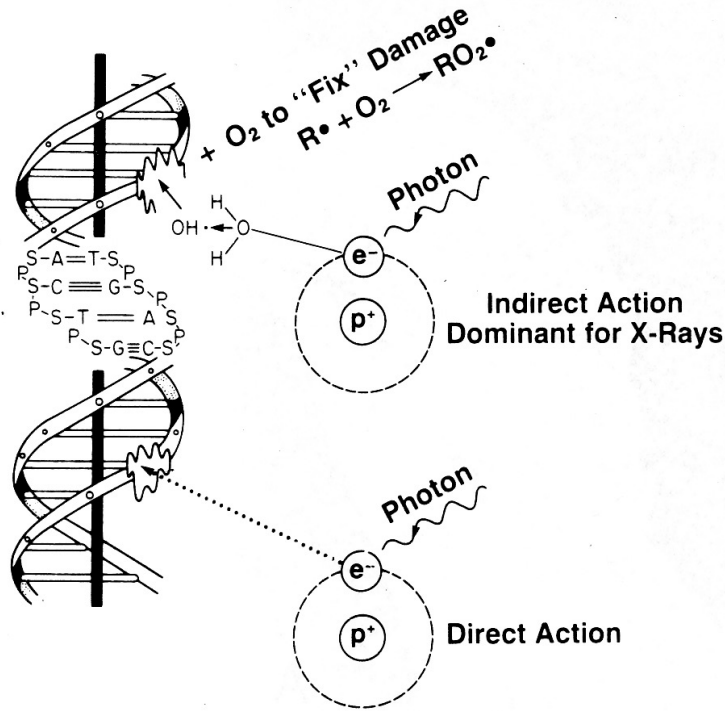 + O₂ to “Fix” Damage
R• + O₂ → RO₂•
Photon
H
OH· O
H
e⁻
p⁺
Indirect Action
Dominant for X-Rays
S-A=T-S
P P
S-C≡G-S
P P
S-T=A S
P P
S-G≡C-S
Photon
e⁻
p⁺
Direct Action